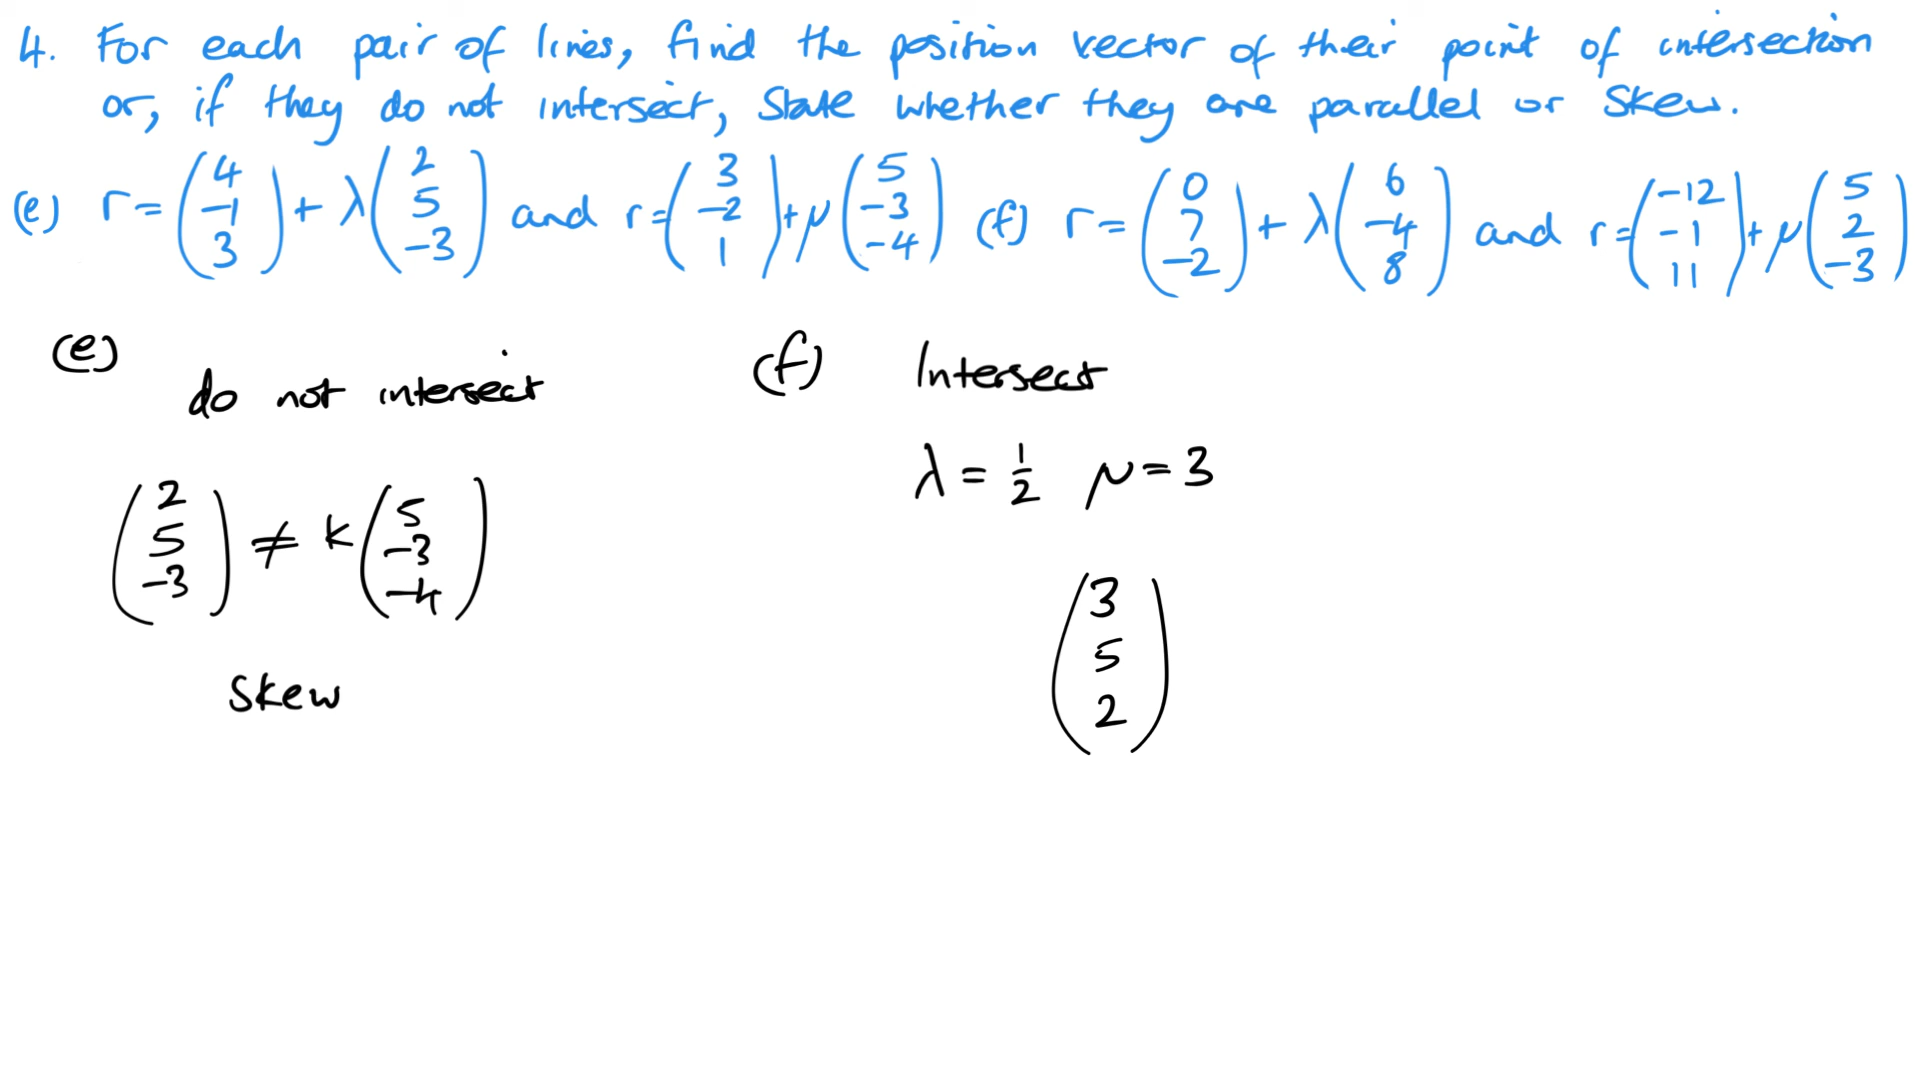 4. For each pair of lines, find the position vector of their point of intersection
or, if they do not intersect, state whether they are parallel or skew.
(e) r = (4 -1 3) + λ(2 5 -3) and r = (3 -2 1) + μ(5 -3 -4) (f) r = (0 7 -2) + λ(6 -4 8) and r = (-12 -1 11) + μ(5 2 -3)
(e) do not intersect
(2 5 -3) ≠ k(5 -3 -4)
Skew
(f) Intersect
λ = 1/2 μ = 3
(3 5 2)